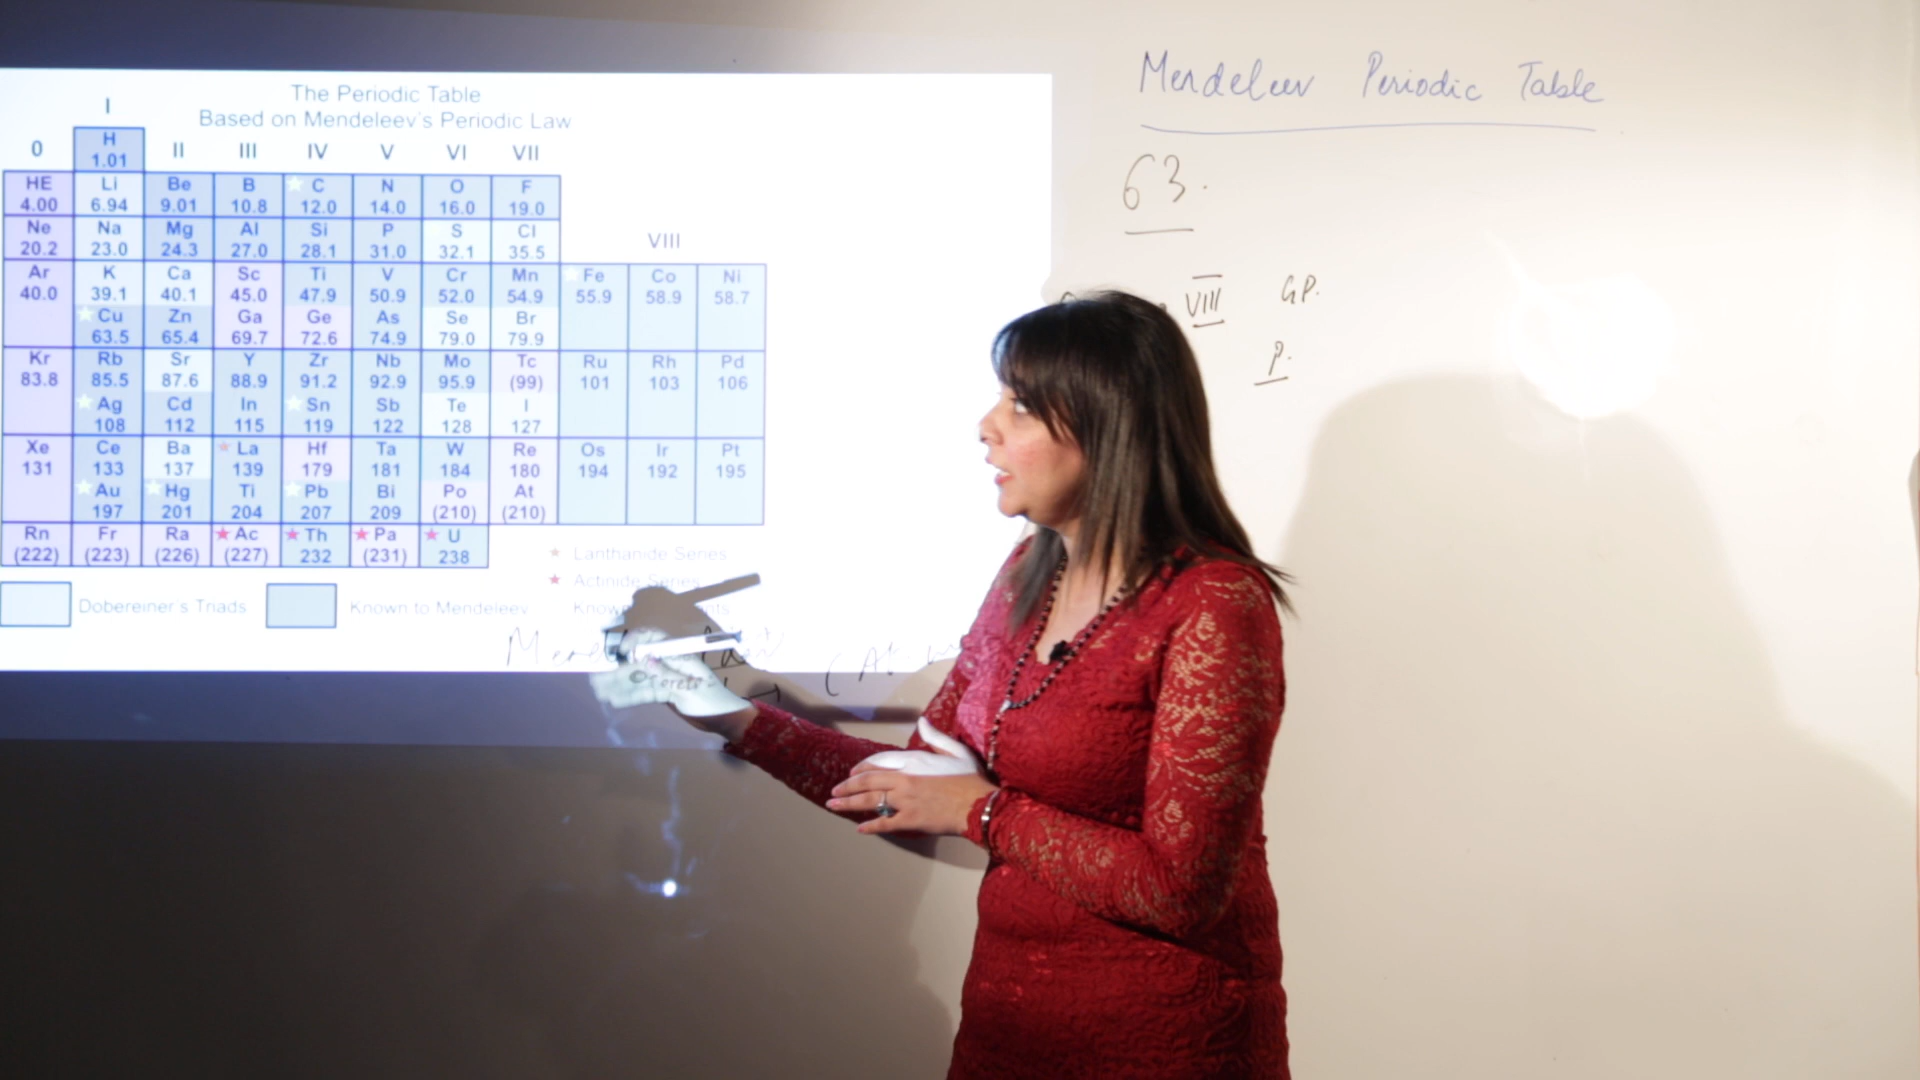 The Periodic Table
Based on Mendeleev's Periodic Law
0 I II III IV V VI VII
H
1.01
HE Li Be B C N O F
4.00 6.94 9.01 10.8 12.0 14.0 16.0 19.0
Ne Na Mg Al Si P S Cl
20.2 23.0 24.3 27.0 28.1 31.0 32.1 35.5
VIII
Ar K Ca Sc Ti V Cr Mn Fe Co Ni
40.0 39.1 40.1 45.0 47.9 50.9 52.0 54.9 55.9 58.9 58.7
Cu Zn Ga Ge As Se Br
63.5 65.4 69.7 72.6 74.9 79.0 79.9
Kr Rb Sr Y Zr Nb Mo Tc Ru Rh Pd
83.8 85.5 87.6 88.9 91.2 92.9 95.9 (99) 101 103 106
Ag Cd In Sn Sb Te I
108 112 115 119 122 128 127
Xe Ce Ba La Hf Ta W Re Os Ir Pt
131 133 137 139 179 181 184 180 194 192 195
Au Hg Ti Pb Bi Po At
197 201 204 207 209 (210) (210)
Rn Fr Ra Ac Th Pa U
(222) (223) (226) (227) 232 (231) 238
Lanthanide Series
Actinide Series
Dobereiner's Triads Known to Mendeleev
Mendeleev Periodic Table
63.
VIII GP.
P.
(At.